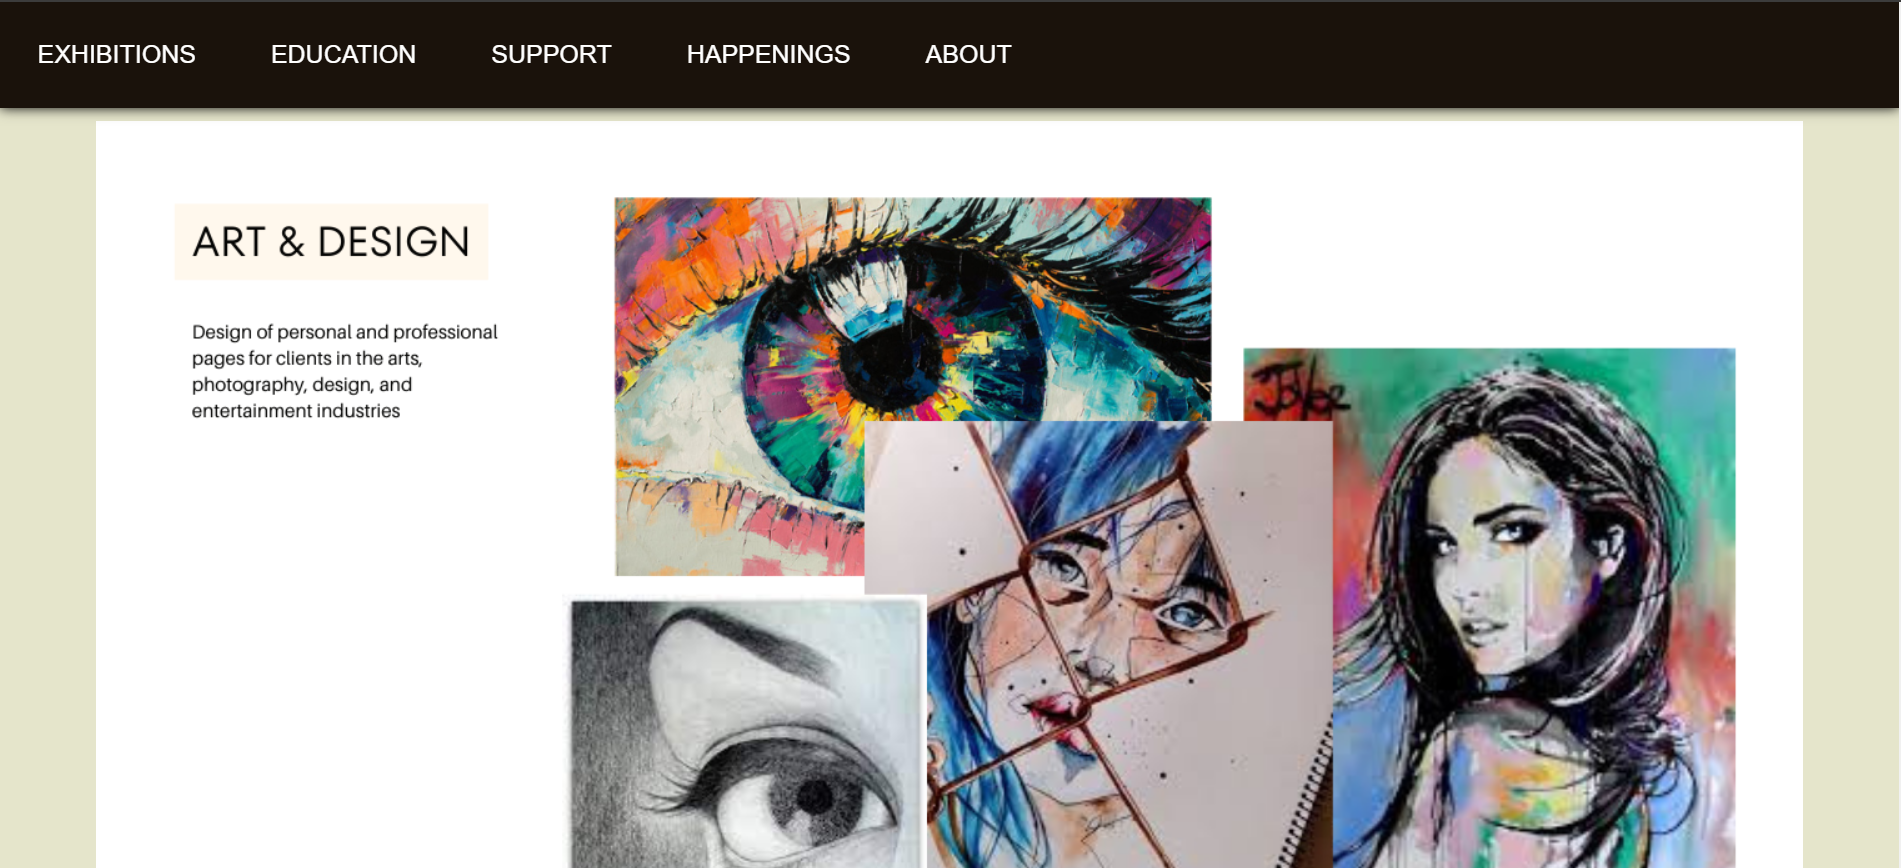 EXHIBITIONS EDUCATION SUPPORT HAPPENINGS ABOUT
ART & DESIGN
Design of personal and professional
pages for clients in the arts,
photography, design, and
entertainment industries